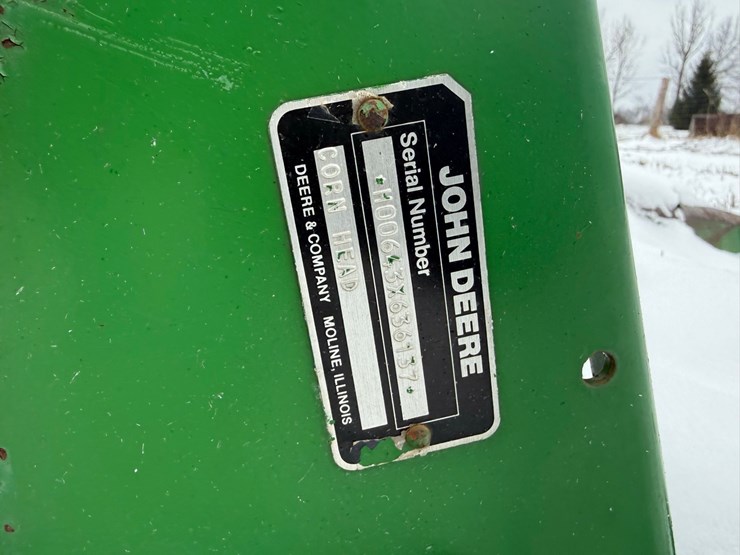 JOHN DEERE
Serial Number
*H00643X636137*
CORN HEAD
DEERE & COMPANY MOLINE, ILLINOIS